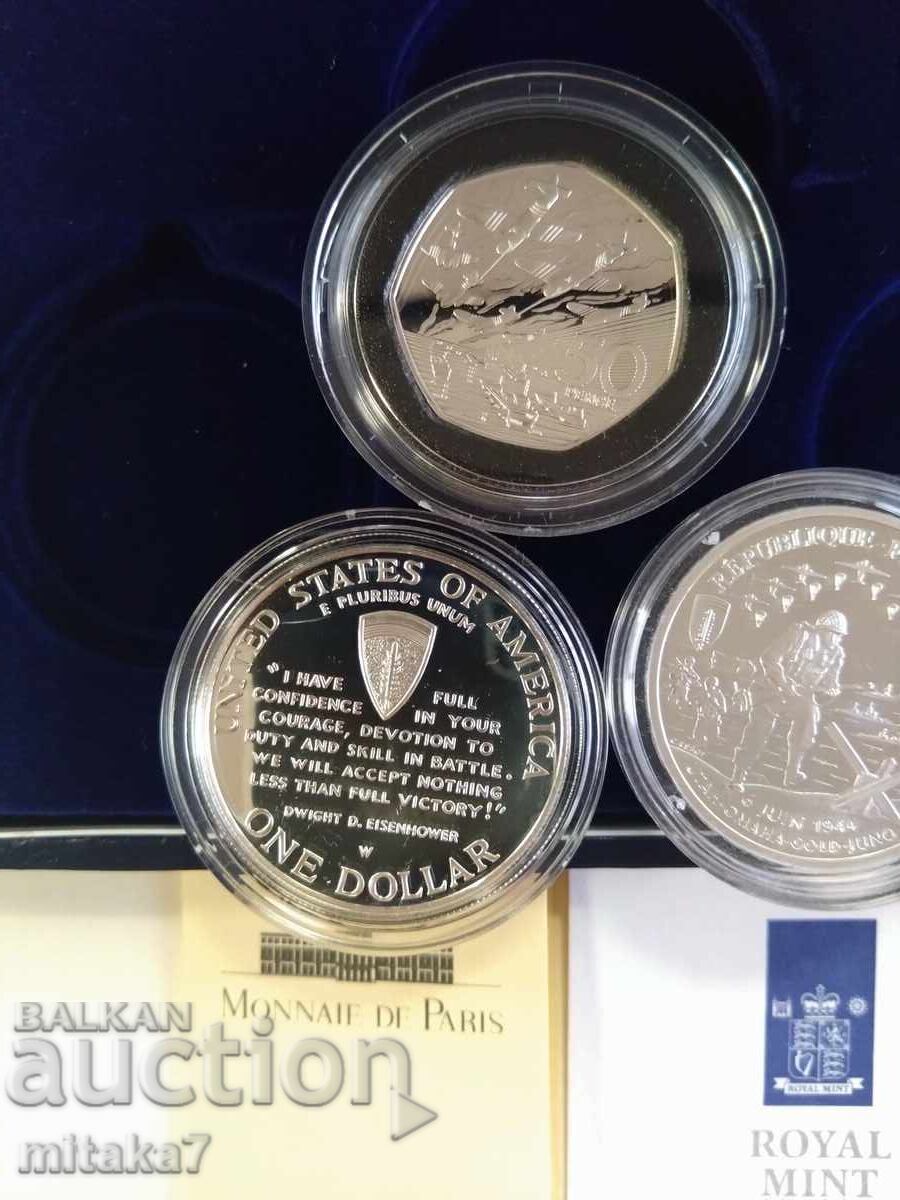 50
PENCE
UNITED STATES OF AMERICA
E PLURIBUS UNUM
"I HAVE FULL
CONFIDENCE IN YOUR
COURAGE, DEVOTION TO
DUTY AND SKILL IN BATTLE.
WE WILL ACCEPT NOTHING
LESS THAN FULL VICTORY!"
DWIGHT D. EISENHOWER
W
ONE DOLLAR
RÉPUBLIQUE
6 JUIN 1944
OMAHA-GOLD-JUNO
MONNAIE DE PARIS
ROYAL MINT
ROYAL
MINT
BALKAN
auction
mitaka7